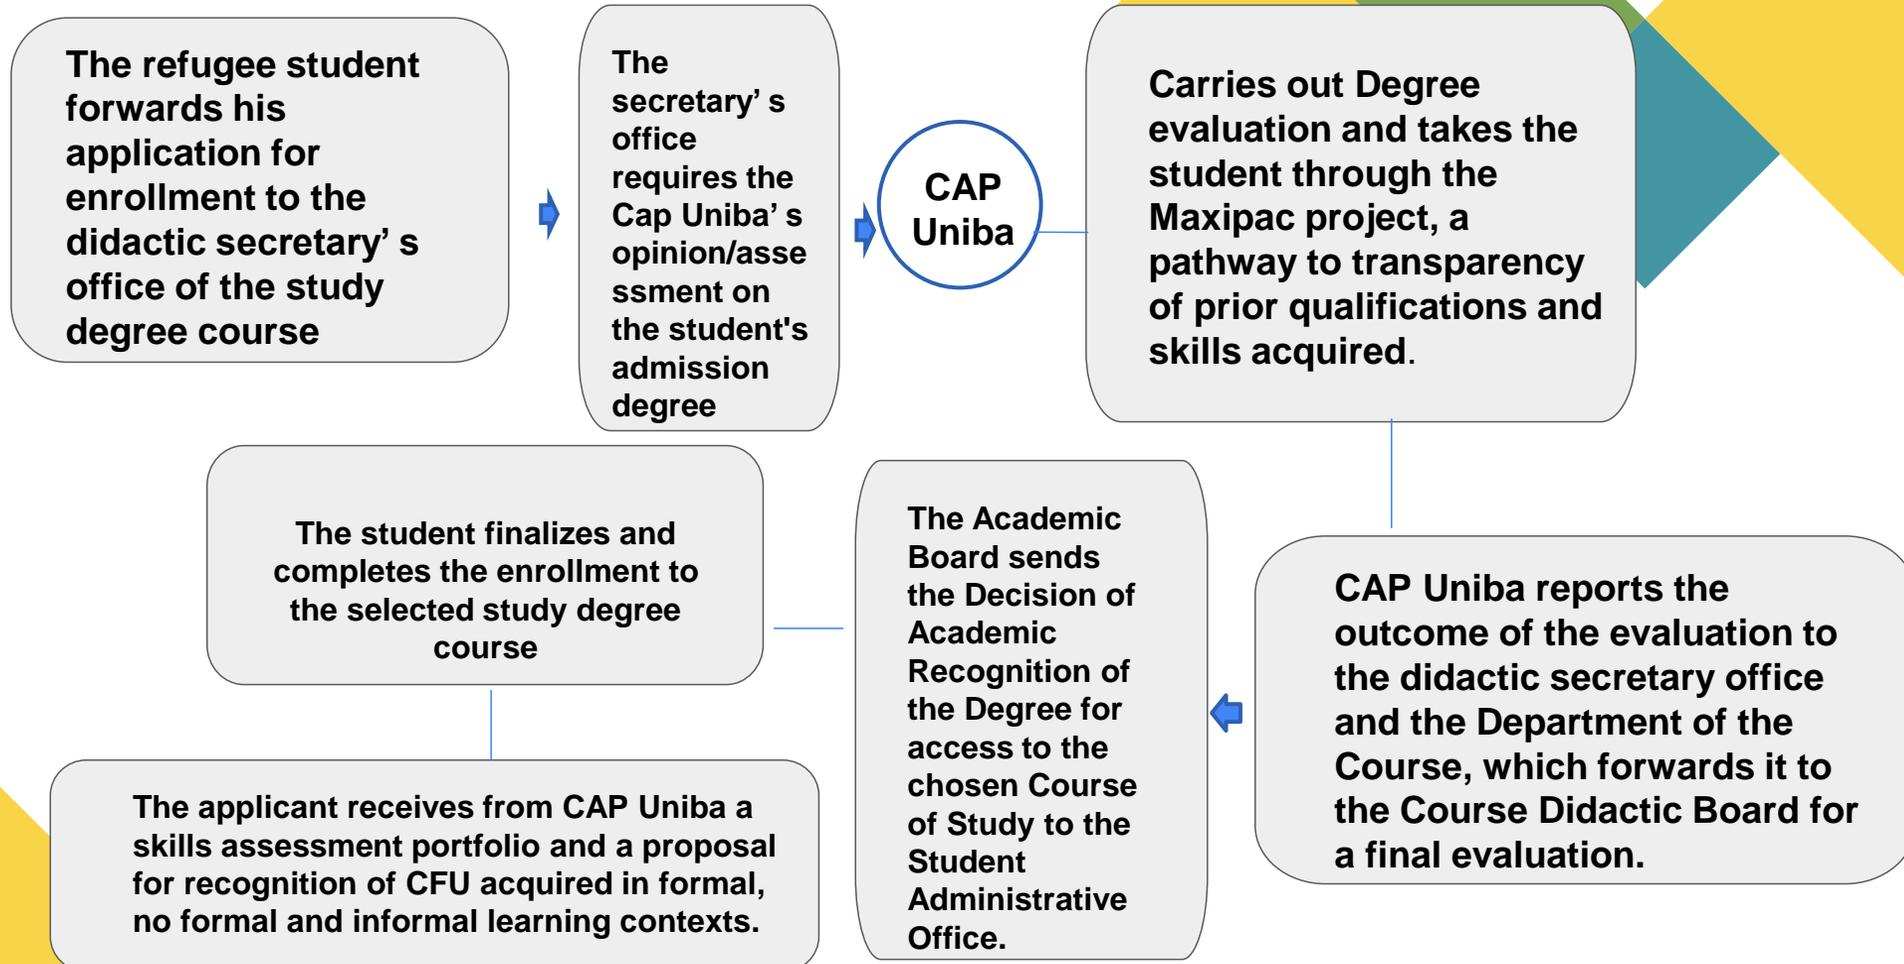 The refugee student
forwards his
application for
enrollment to the
didactic secretary’ s
office of the study
degree course
The
secretary’ s
office
requires the
Cap Uniba’ s
opinion/asse
ssment on
the student's
admission
degree
CAP
Uniba
Carries out Degree
evaluation and takes the
student through the
Maxipac project, a
pathway to transparency
of prior qualifications and
skills acquired.
CAP Uniba reports the
outcome of the evaluation to
the didactic secretary office
and the Department of the
Course, which forwards it to
the Course Didactic Board for
a final evaluation.
The Academic
Board sends
the Decision of
Academic
Recognition of
the Degree for
access to the
chosen Course
of Study to the
Student
Administrative
Office.
The student finalizes and
completes the enrollment to
the selected study degree
course
The applicant receives from CAP Uniba a
skills assessment portfolio and a proposal
for recognition of CFU acquired in formal,
no formal and informal learning contexts.